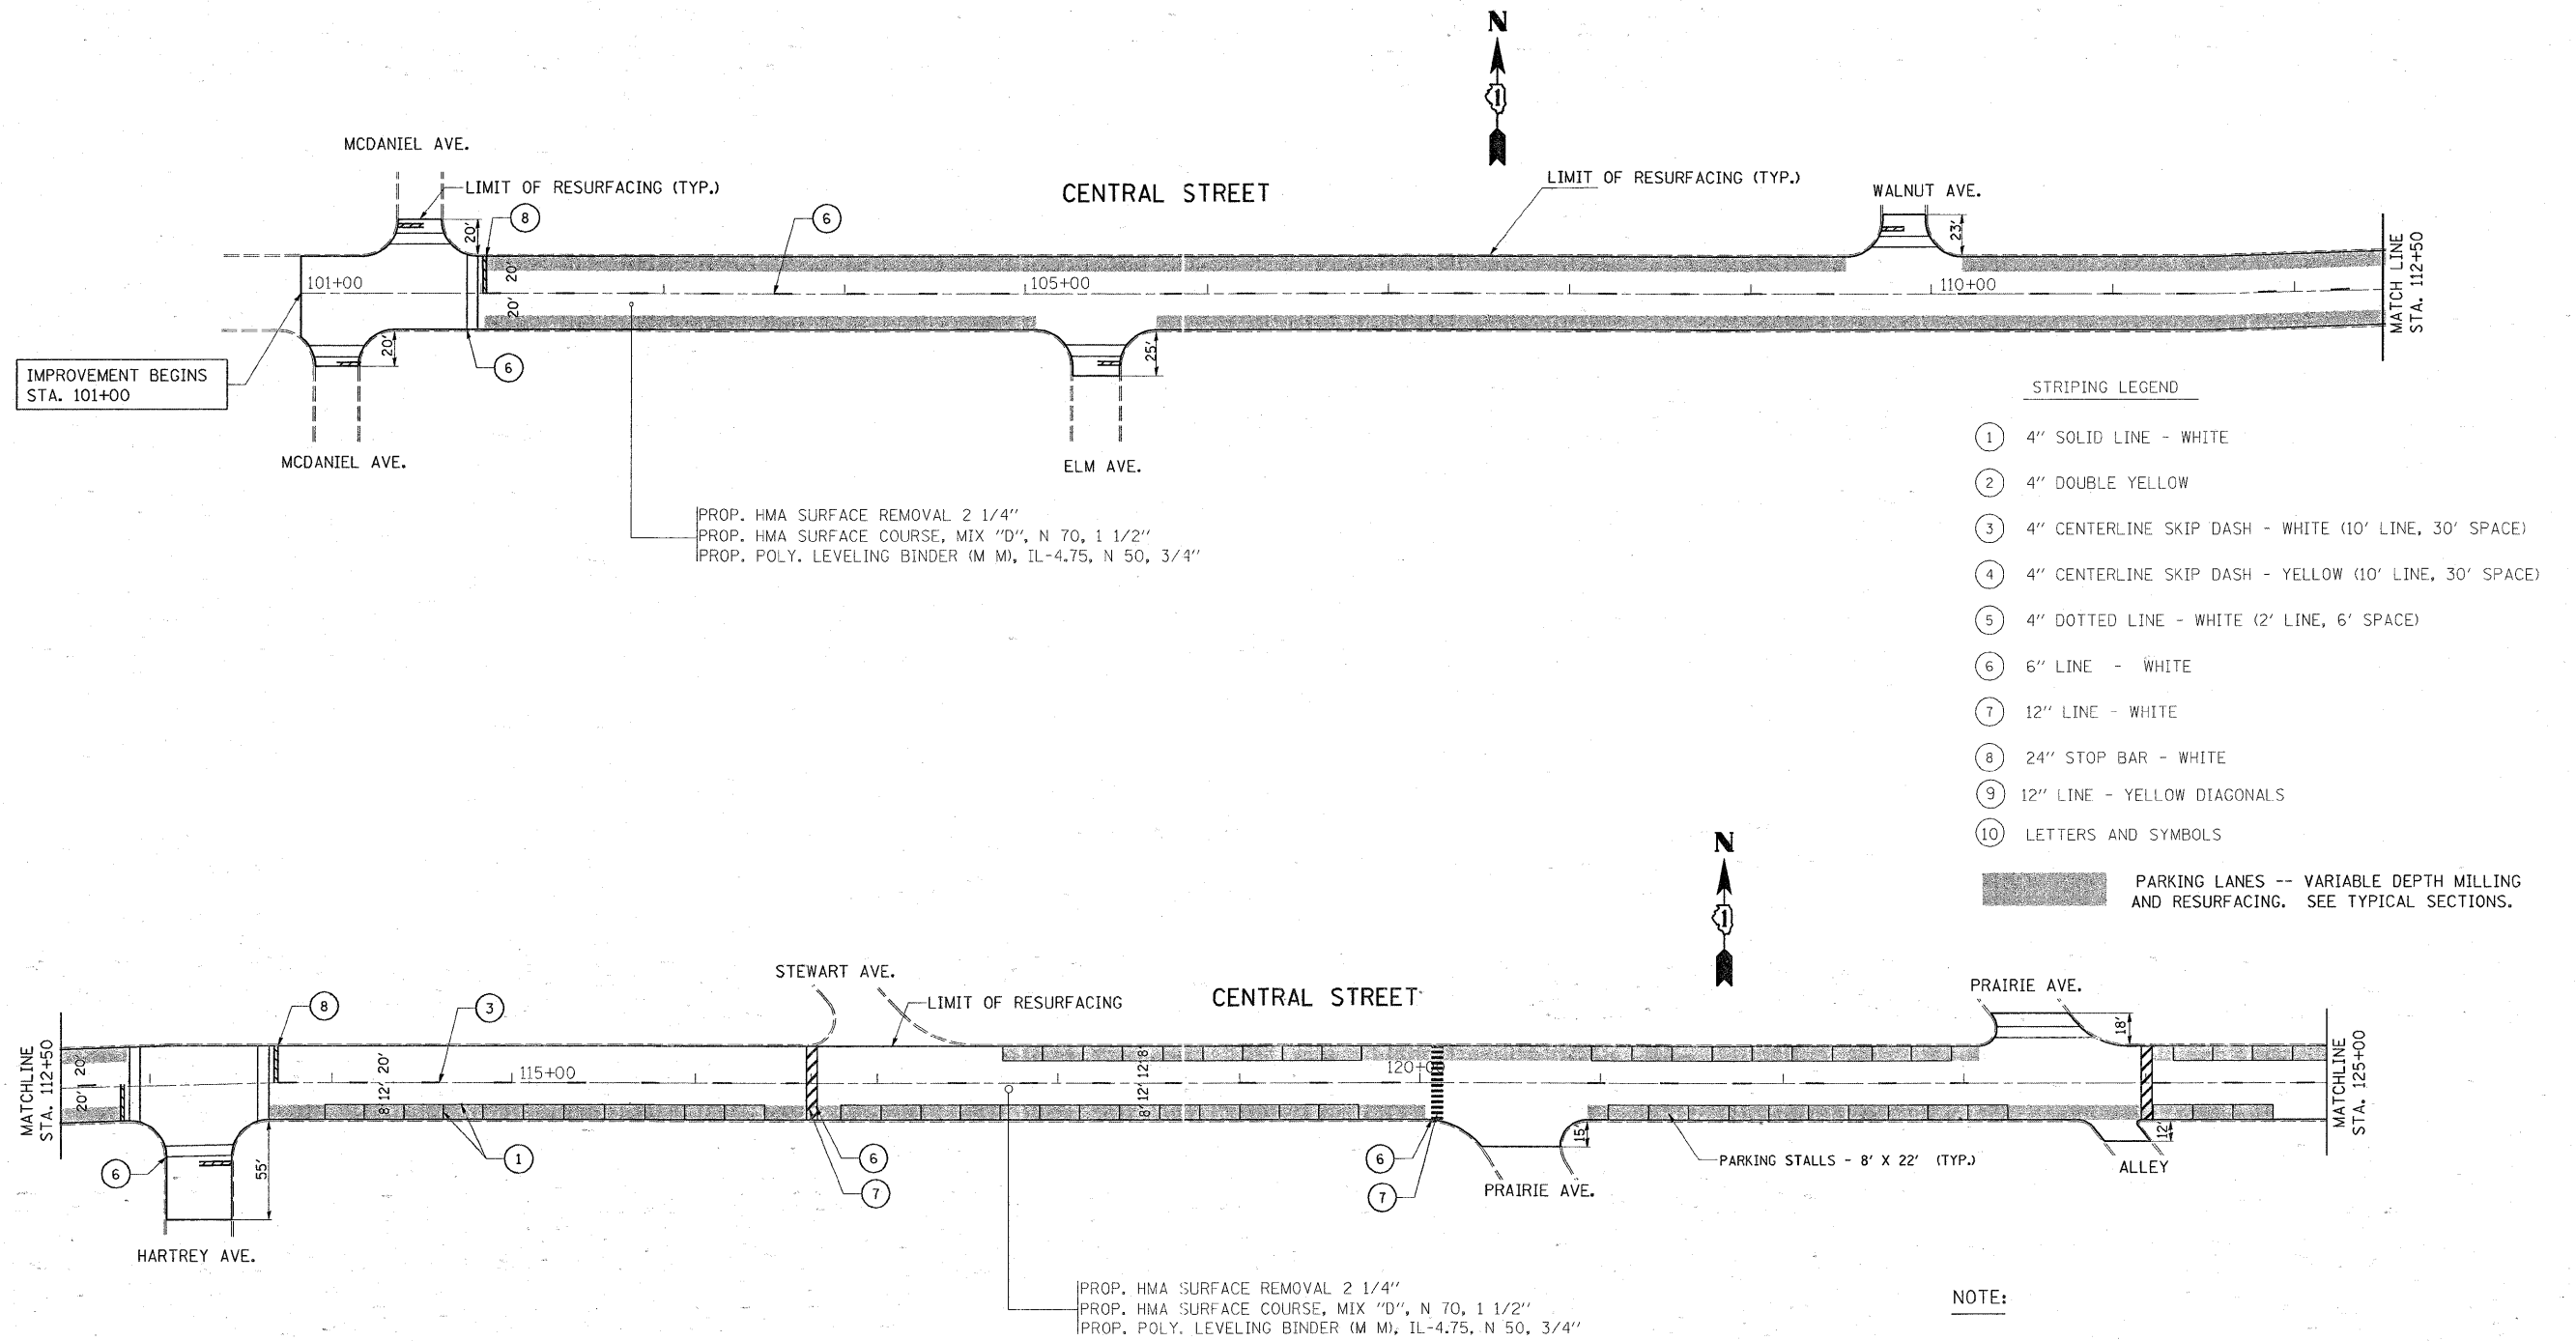 N
1
MCDANIEL AVE.
LIMIT OF RESURFACING (TYP.)
8
6
CENTRAL STREET
LIMIT OF RESURFACING (TYP.)
WALNUT AVE.
20'
23'
101+00
20'
20'
105+00
110+00
MATCH LINE
STA. 112+50
20'
6
25'
IMPROVEMENT BEGINS
STA. 101+00
MCDANIEL AVE.
ELM AVE.
PROP. HMA SURFACE REMOVAL 2 1/4"
PROP. HMA SURFACE COURSE, MIX "D", N 70, 1 1/2"
PROP. POLY. LEVELING BINDER (M M), IL-4.75, N 50, 3/4"
STRIPING LEGEND
1 4" SOLID LINE - WHITE
2 4" DOUBLE YELLOW
3 4" CENTERLINE SKIP DASH - WHITE (10' LINE, 30' SPACE)
4 4" CENTERLINE SKIP DASH - YELLOW (10' LINE, 30' SPACE)
5 4" DOTTED LINE - WHITE (2' LINE, 6' SPACE)
6 6" LINE - WHITE
7 12" LINE - WHITE
8 24" STOP BAR - WHITE
9 12" LINE - YELLOW DIAGONALS
10 LETTERS AND SYMBOLS
PARKING LANES -- VARIABLE DEPTH MILLING
AND RESURFACING. SEE TYPICAL SECTIONS.
N
1
STEWART AVE.
8
3
LIMIT OF RESURFACING
CENTRAL STREET
PRAIRIE AVE.
18'
MATCHLINE
STA. 112+50
20'
20'
20'
8' 12'
115+00
8' 12' 12' 8'
120+00
MATCHLINE
STA. 125+00
6
55'
1
6
7
6
7
15'
PARKING STALLS - 8' X 22' (TYP.)
12'
ALLEY
PRAIRIE AVE.
HARTREY AVE.
PROP. HMA SURFACE REMOVAL 2 1/4"
PROP. HMA SURFACE COURSE, MIX "D", N 70, 1 1/2"
PROP. POLY. LEVELING BINDER (M M), IL-4.75, N 50, 3/4"
NOTE: